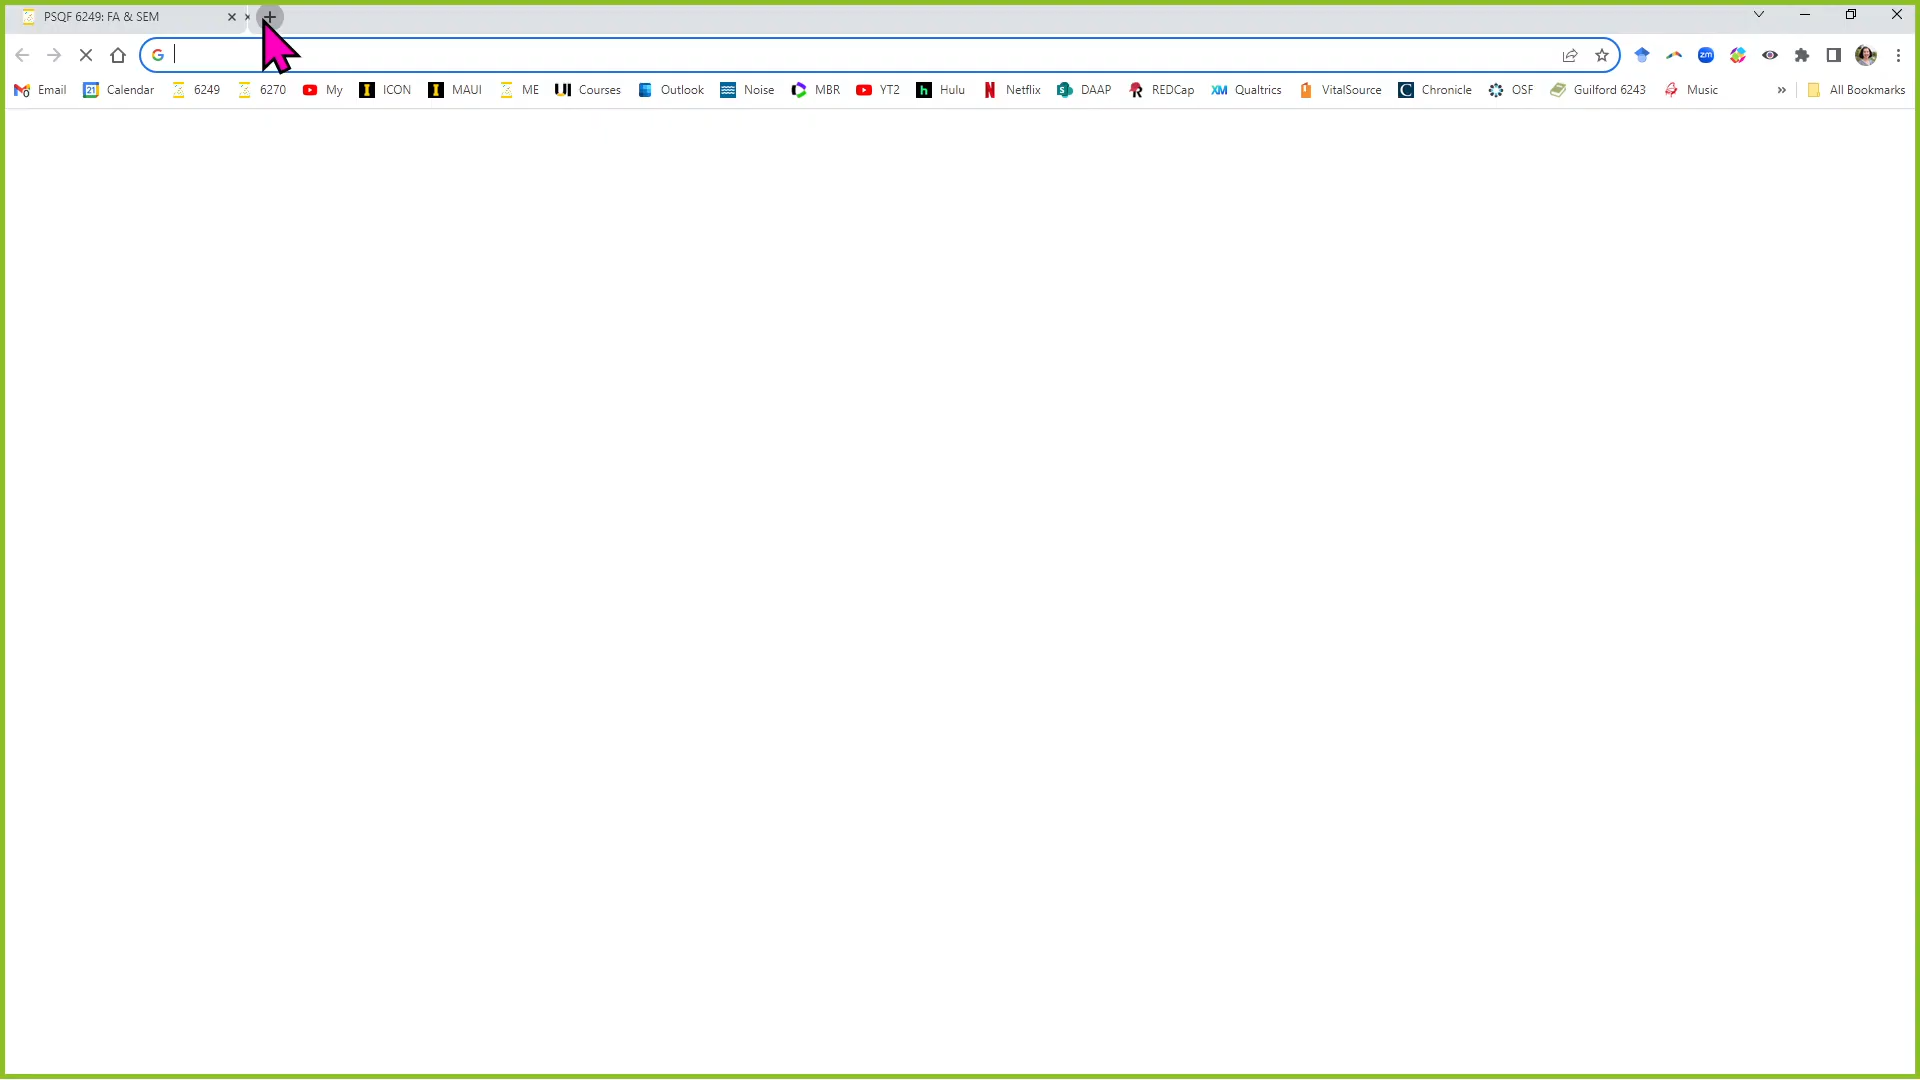 PSQF 6249: FA & SEM
Email Calendar 6249 6270 My ICON MAUI ME Courses Outlook Noise MBR YT2 Hulu Netflix DAAP REDCap Qualtrics VitalSource Chronicle OSF Guilford 6243 Music » All Bookmarks